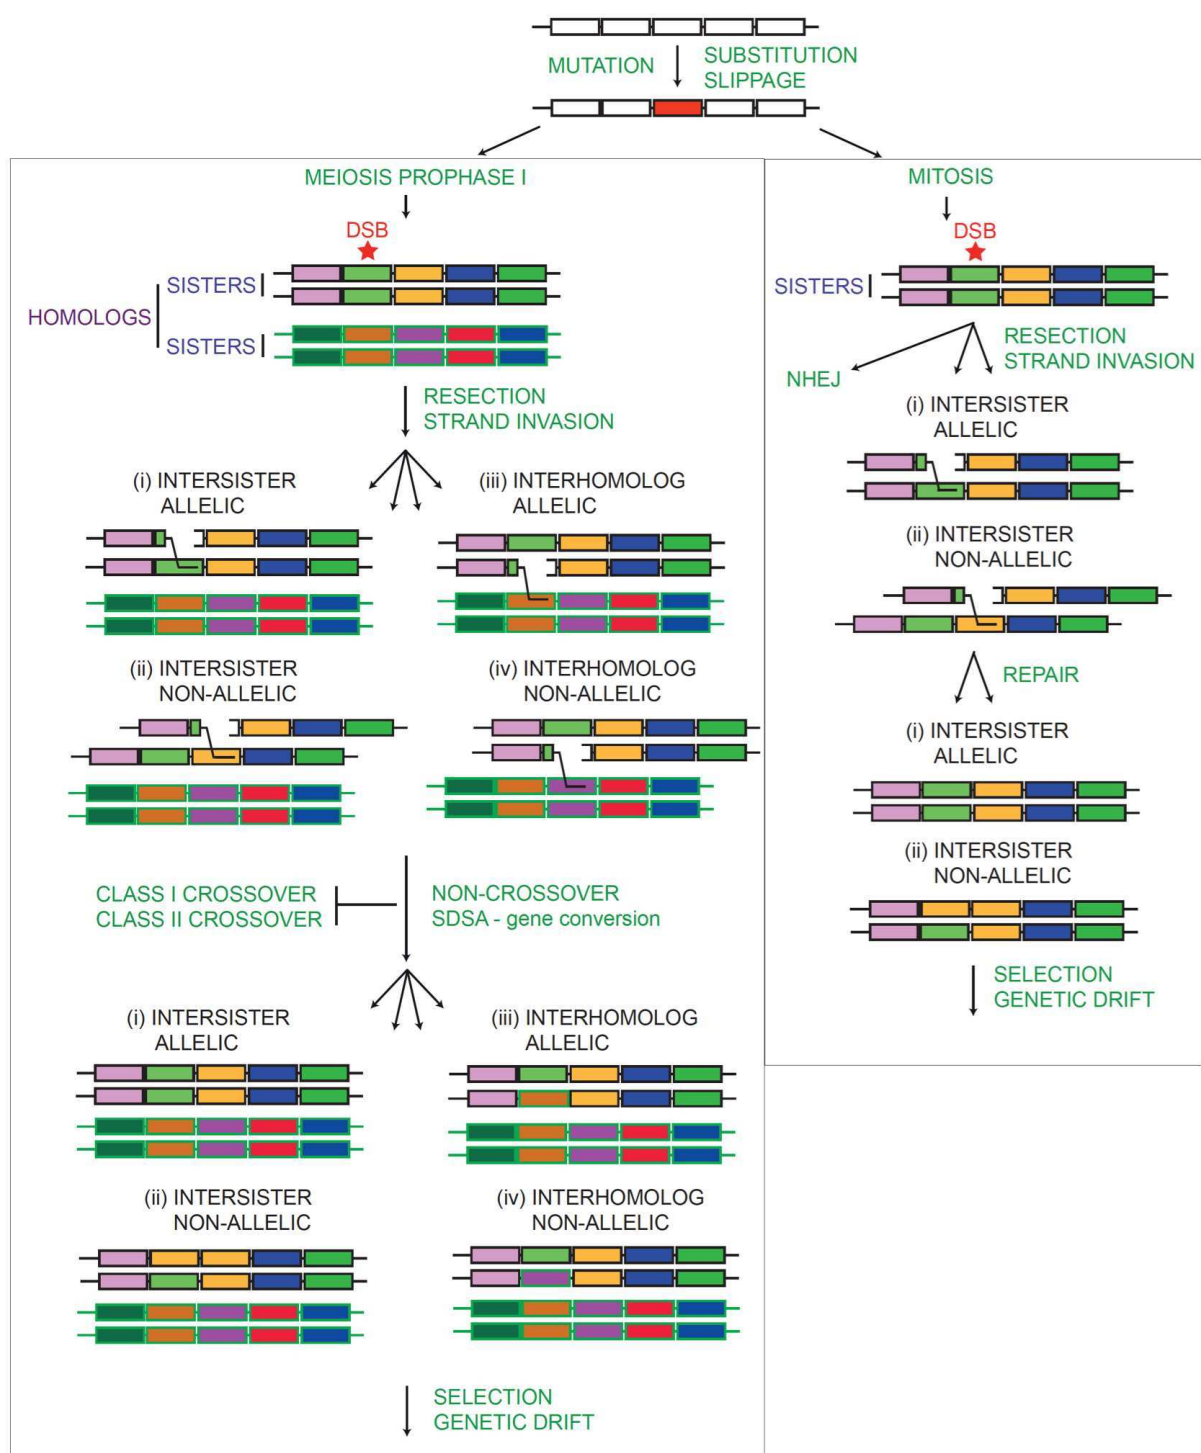 MUTATION
SUBSTITUTION
SLIPPAGE
MEIOSIS PROPHASE I
DSB
SISTERS
HOMOLOGS
SISTERS
RESECTION
STRAND INVASION
(i) INTERSISTER
ALLELIC
(iii) INTERHOMOLOG
ALLELIC
(ii) INTERSISTER
NON-ALLELIC
(iv) INTERHOMOLOG
NON-ALLELIC
CLASS I CROSSOVER
CLASS II CROSSOVER
NON-CROSSOVER
SDSA - gene conversion
(i) INTERSISTER
ALLELIC
(iii) INTERHOMOLOG
ALLELIC
(ii) INTERSISTER
NON-ALLELIC
(iv) INTERHOMOLOG
NON-ALLELIC
SELECTION
GENETIC DRIFT
MITOSIS
DSB
SISTERS
NHEJ
RESECTION
STRAND INVASION
(i) INTERSISTER
ALLELIC
(ii) INTERSISTER
NON-ALLELIC
REPAIR
(i) INTERSISTER
ALLELIC
(ii) INTERSISTER
NON-ALLELIC
SELECTION
GENETIC DRIFT